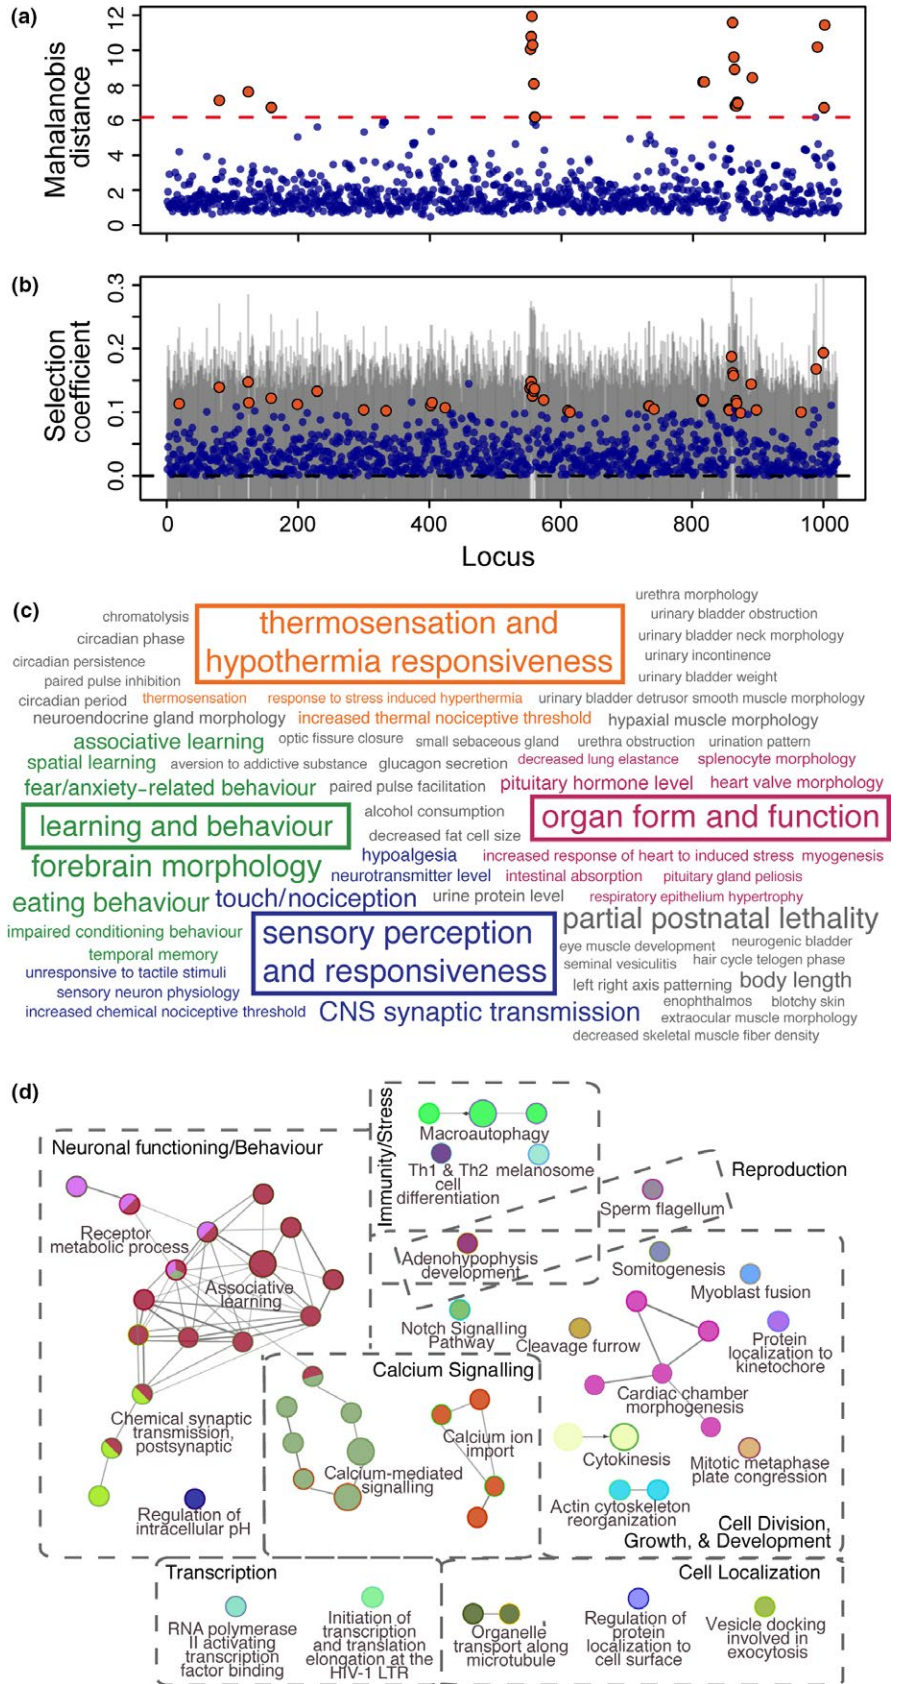 (a)
Mahalanobis
distance
12
10
8
6
4
2
0
(b)
Selection
coefficient
0.3
0.2
0.1
0.0
0 200 400 600 800 1000
Locus
(c)
urethra morphology
chromatolysis
urinary bladder obstruction
thermosensation and
hypothermia responsiveness
circadian phase
urinary bladder neck morphology
circadian persistence
urinary incontinence
paired pulse inhibition
urinary bladder weight
circadian period thermosensation response to stress induced hyperthermia urinary bladder detrusor smooth muscle morphology
neuroendocrine gland morphology increased thermal nociceptive threshold hypaxial muscle morphology
associative learning optic fissure closure small sebaceous gland urethra obstruction urination pattern
spatial learning aversion to addictive substance glucagon secretion decreased lung elastance splenocyte morphology
fear/anxiety-related behaviour paired pulse facilitation pituitary hormone level heart valve morphology
learning and behaviour alcohol consumption organ form and function
decreased fat cell size
forebrain morphology hypoalgesia increased response of heart to induced stress myogenesis
neurotransmitter level intestinal absorption pituitary gland peliosis
eating behaviour touch/nociception urine protein level respiratory epithelium hypertrophy
impaired conditioning behaviour sensory perception
and responsiveness partial postnatal lethality
temporal memory eye muscle development neurogenic bladder
unresponsive to tactile stimuli seminal vesiculitis hair cycle telogen phase
sensory neuron physiology left right axis patterning body length
increased chemical nociceptive threshold CNS synaptic transmission enophthalmos blotchy skin
extraocular muscle morphology
decreased skeletal muscle fiber density
(d)
Neuronal functioning/Behaviour
Receptor
metabolic process
Associative
learning
Chemical synaptic
transmission,
postsynaptic
Regulation of
intracellular pH
Immunity/Stress
Macroautophagy
Th1 & Th2
cell
differentiation
melanosome
Adenohypophysis
development
Reproduction
Sperm flagellum
Notch Signalling
Pathway
Calcium Signalling
Calcium ion
import
Calcium-mediated
signalling
Somitogenesis
Myoblast fusion
Cleavage furrow
Protein
localization to
kinetochore
Cardiac chamber
morphogenesis
Cytokinesis
Mitotic metaphase
plate congression
Actin cytoskeleton
reorganization
Cell Division,
Growth, & Development
Transcription
RNA polymerase
II activating
transcription
factor binding
Initiation of
transcription
and translation
elongation at the
HIV-1 LTR
Cell Localization
Organelle
transport along
microtubule
Regulation of
protein
localization to
cell surface
Vesicle docking
involved in
exocytosis